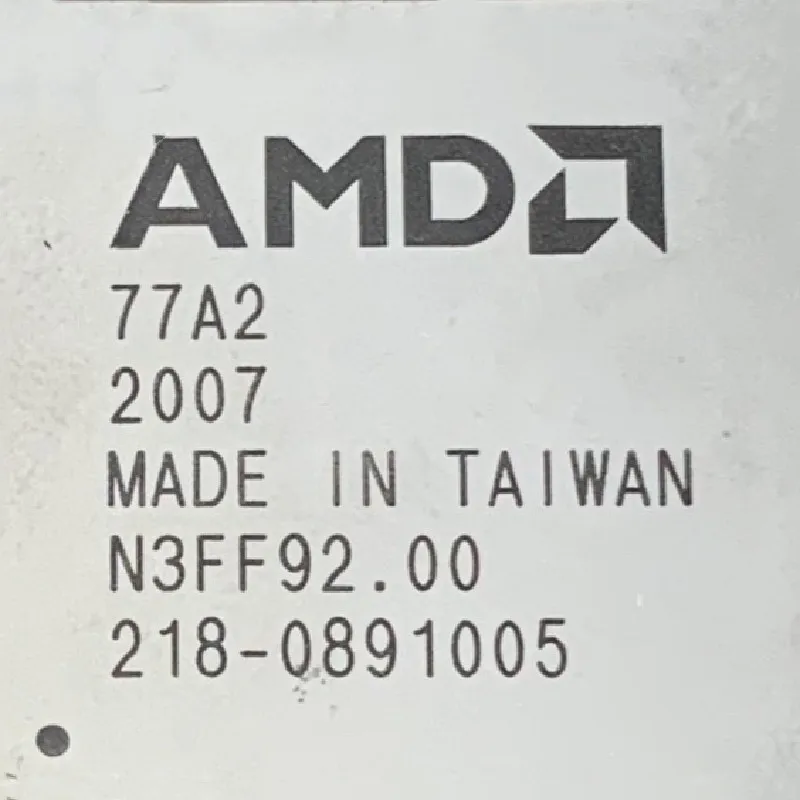 AMD
77A2
2007
MADE IN TAIWAN
N3FF92.00
218-0891005